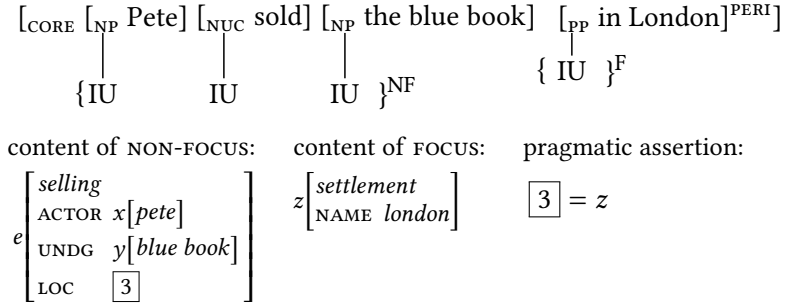 [CORE [NP Pete] [NUC sold] [NP the blue book] [PP in London]PERI]
{IU IU IU }NF { IU }F
content of NON-FOCUS: content of FOCUS: pragmatic assertion:
e[selling z[settlement 3 = z
ACTOR x[pete] NAME london]
UNDG y[blue book]
LOC 3]